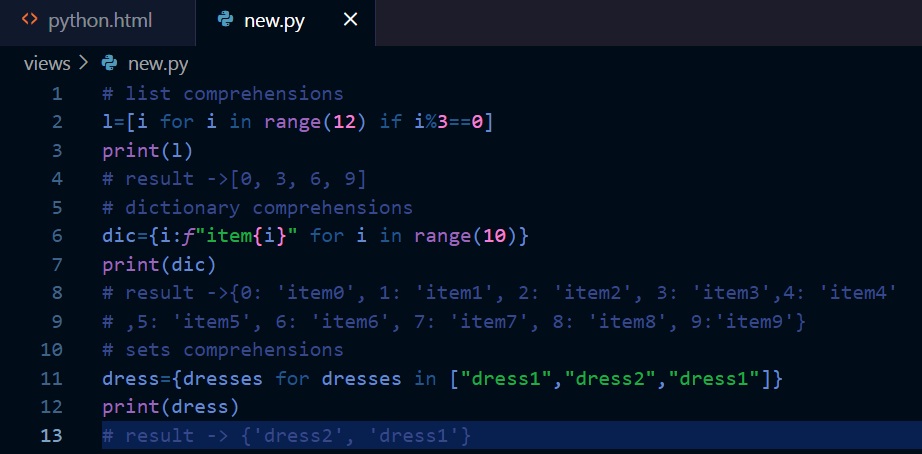 python.html
new.py
views > new.py
1 # list comprehensions
2 l=[i for i in range(12) if i%3==0]
3 print(l)
4 # result ->[0, 3, 6, 9]
5 # dictionary comprehensions
6 dic={i:f"item{i}" for i in range(10)}
7 print(dic)
8 # result ->{0: 'item0', 1: 'item1', 2: 'item2', 3: 'item3',4: 'item4'
9 # ,5: 'item5', 6: 'item6', 7: 'item7', 8: 'item8', 9:'item9'}
10 # sets comprehensions
11 dress={dresses for dresses in ["dress1","dress2","dress1"]}
12 print(dress)
13 # result -> {'dress2', 'dress1'}